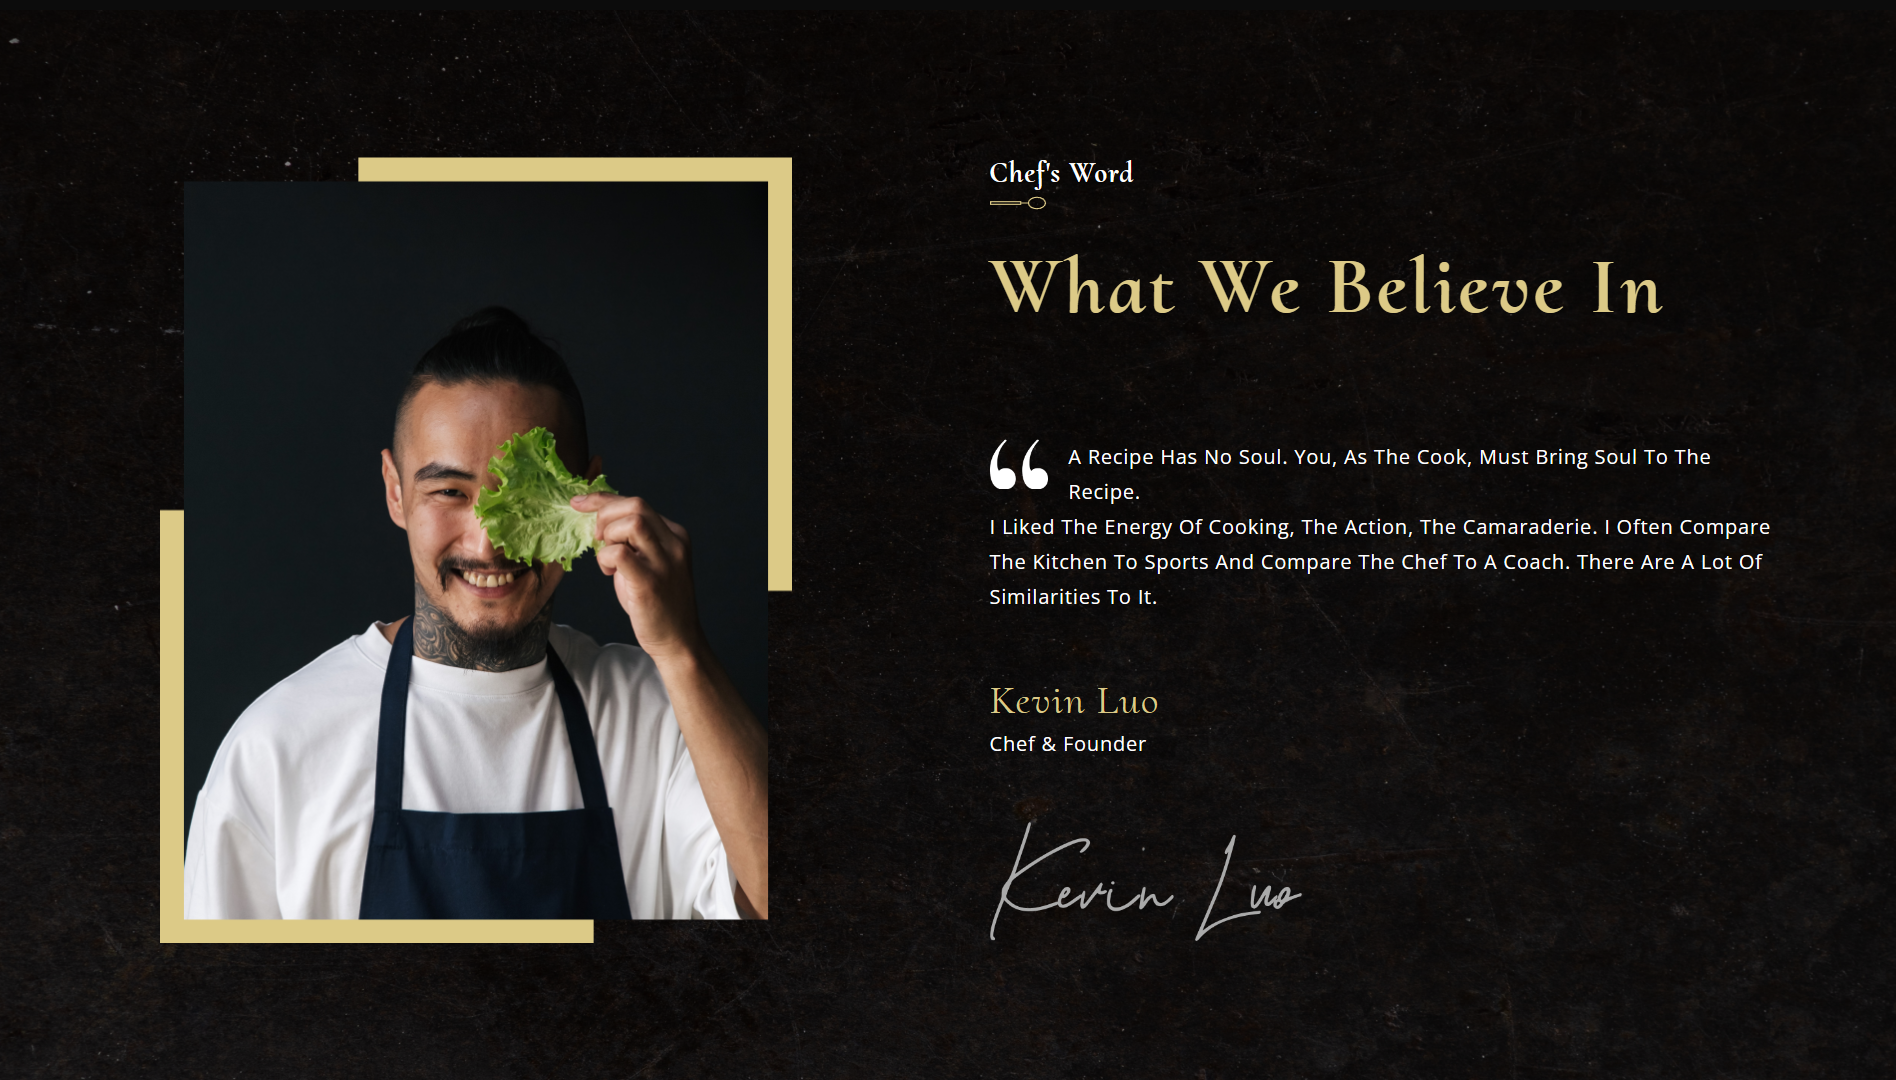 Chef's Word
What We Believe In
“ A Recipe Has No Soul. You, As The Cook, Must Bring Soul To The
Recipe.
I Liked The Energy Of Cooking, The Action, The Camaraderie. I Often Compare
The Kitchen To Sports And Compare The Chef To A Coach. There Are A Lot Of
Similarities To It.
Kevin Luo
Chef & Founder
Kevin Luo